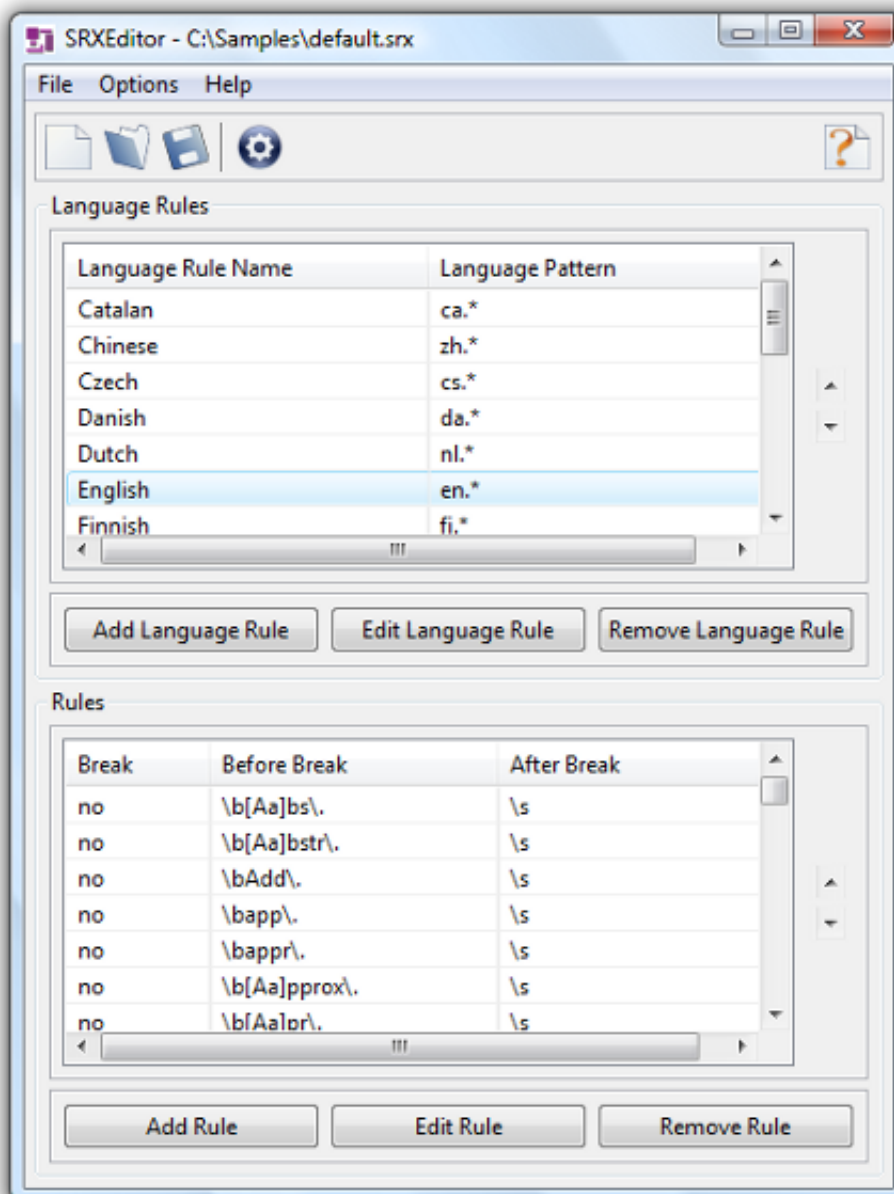 SRXEditor - C:\Samples\default.srx
File Options Help
Language Rules
Language Rule Name Language Pattern
Catalan ca.*
Chinese zh.*
Czech cs.*
Danish da.*
Dutch nl.*
English en.*
Finnish fi.*
Add Language Rule Edit Language Rule Remove Language Rule
Rules
Break Before Break After Break
no \b[Aa]bs\. \s
no \b[Aa]bstr\. \s
no \bAdd\. \s
no \bapp\. \s
no \bappr\. \s
no \b[Aa]pprox\. \s
no \b[Aa]pr\. \s
Add Rule Edit Rule Remove Rule